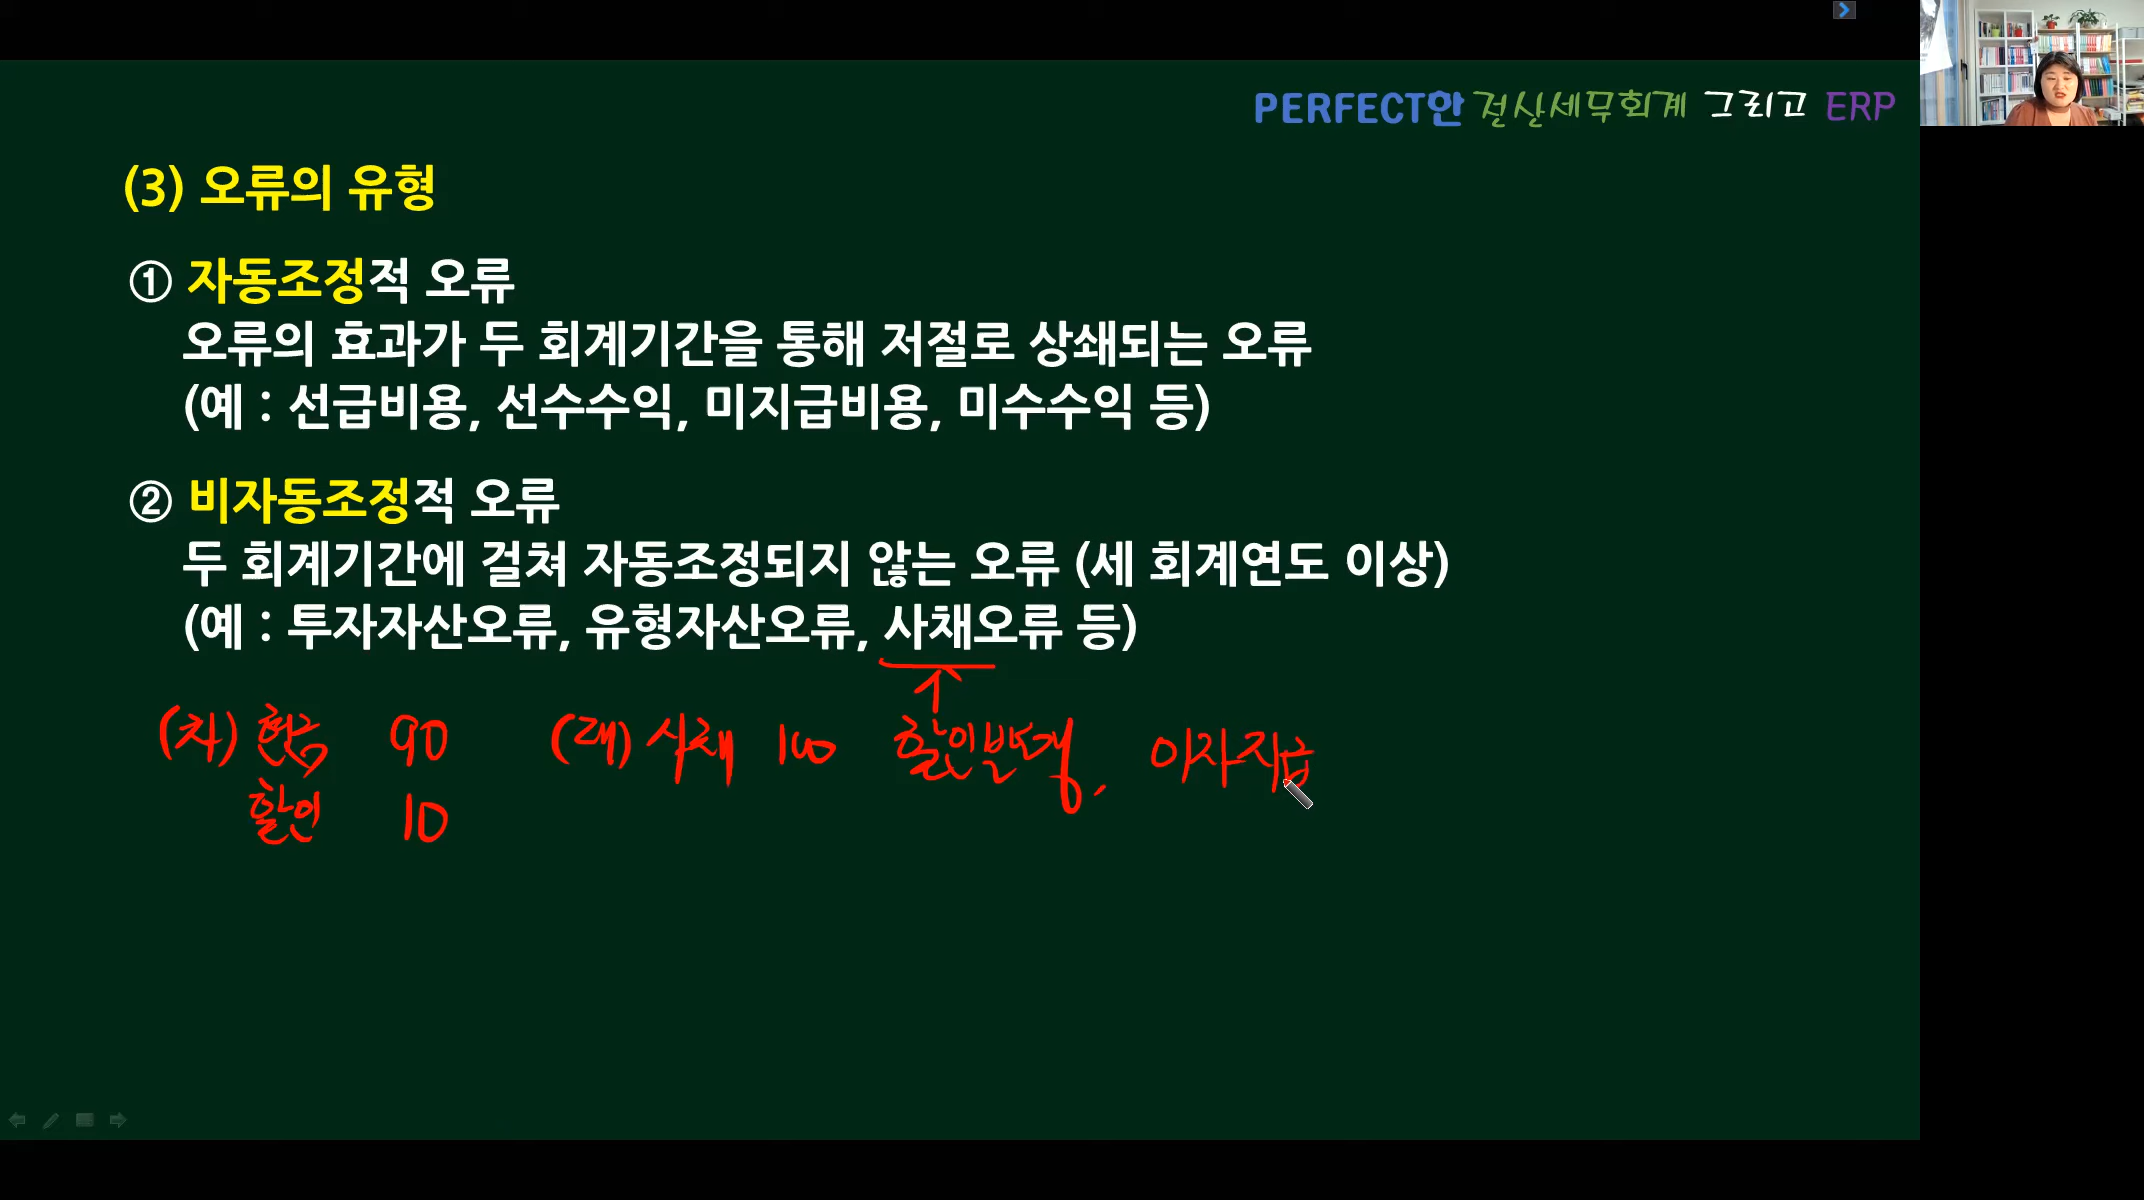 PERFECT한 전산세무회계 그리고 ERP
(3) 오류의 유형
① 자동조정적 오류
오류의 효과가 두 회계기간을 통해 저절로 상쇄되는 오류
(예 : 선급비용, 선수수익, 미지급비용, 미수수익 등)
② 비자동조정적 오류
두 회계기간에 걸쳐 자동조정되지 않는 오류 (세 회계연도 이상)
(예 : 투자자산오류, 유형자산오류, 사채오류 등)
(차) 현금 90 (대) 사채 100 할인발행, 이자지급
할인 10